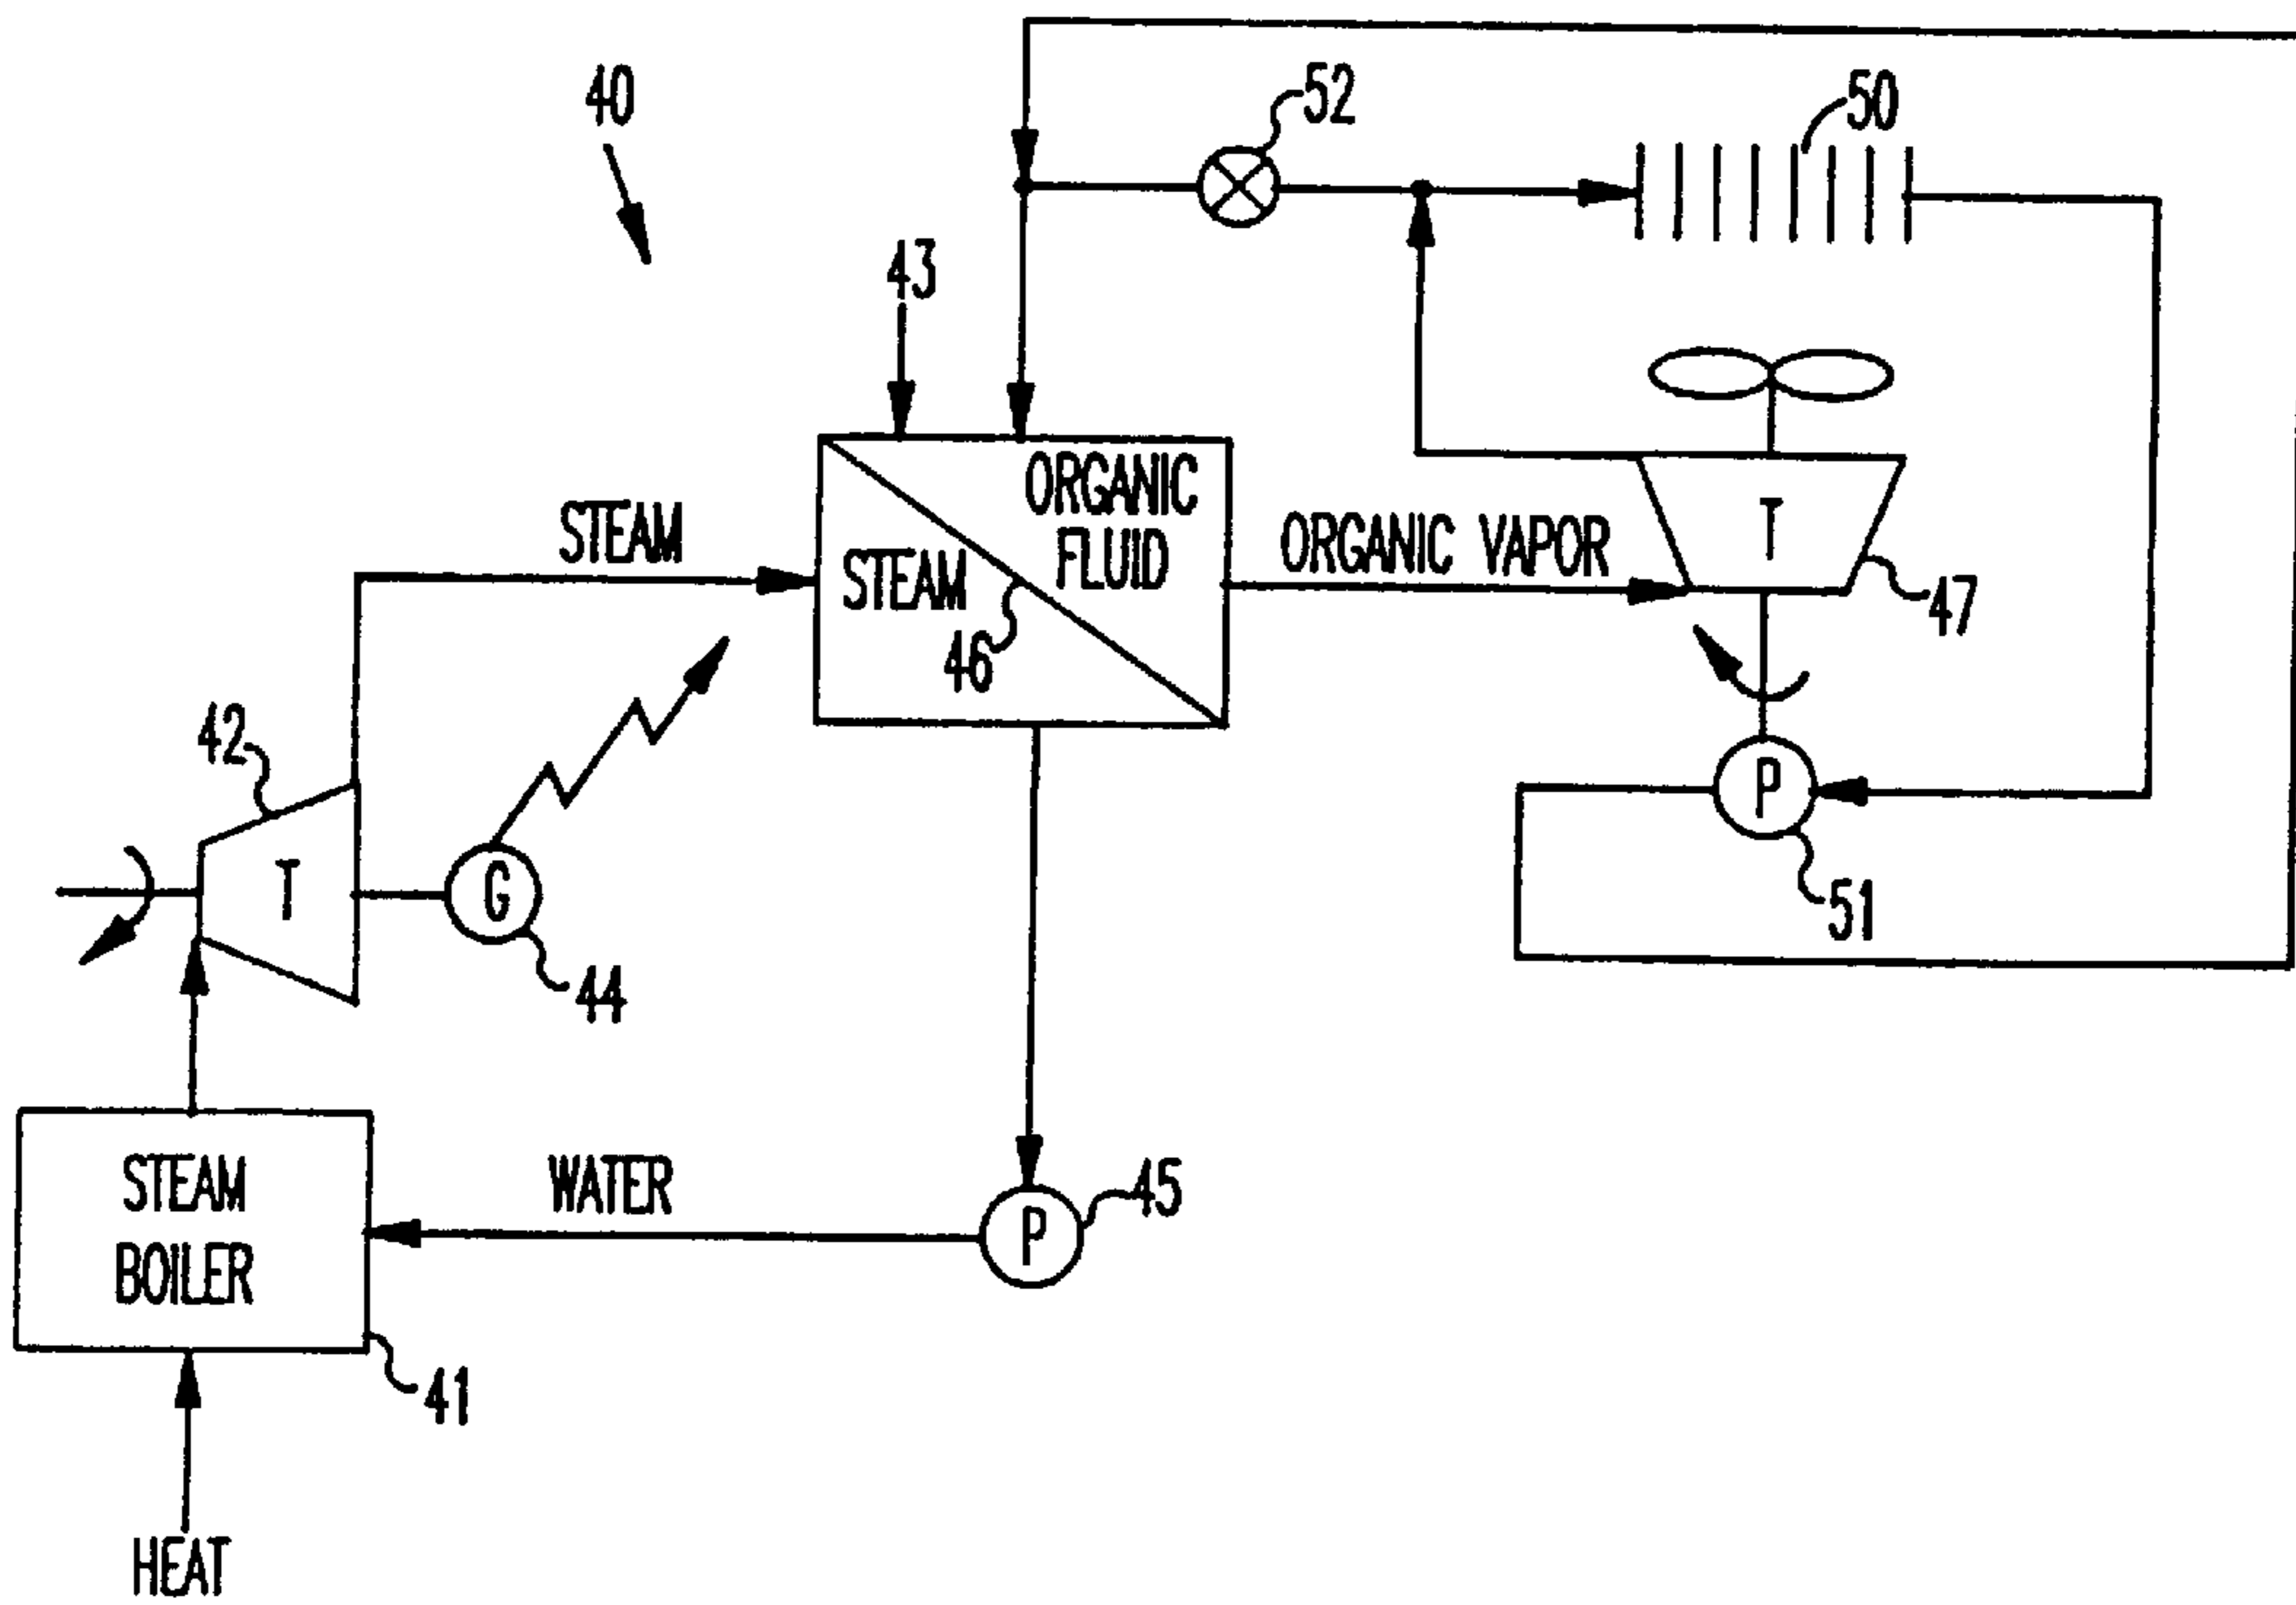 40
52
50
43
ORGANIC
FLUID
STEAM
STEAM
46
ORGANIC VAPOR
T
47
42
T
G
44
P
51
STEAM
BOILER
41
WATER
P
45
HEAT